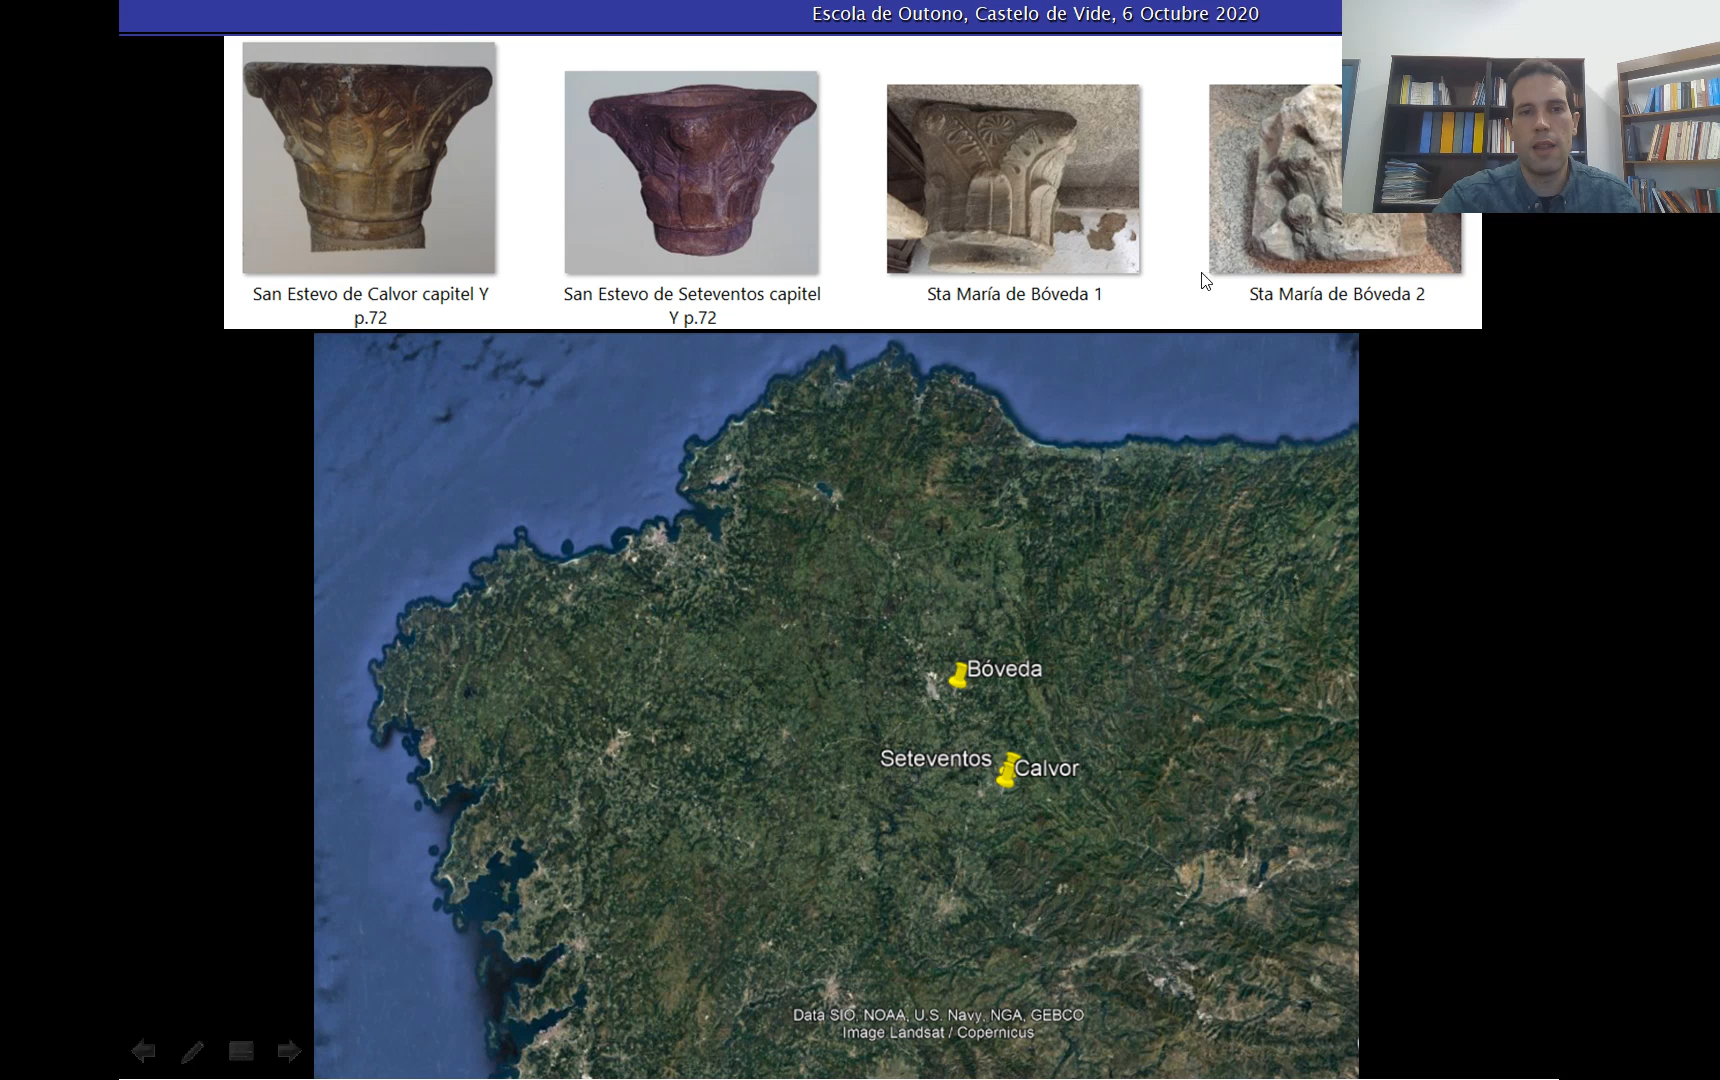 Escola de Outono, Castelo de Vide, 6 Octubre 2020
San Estevo de Calvor capitel Y
p.72
San Estevo de Seteventos capitel
Y p.72
Sta María de Bóveda 1
Sta María de Bóveda 2
Bóveda
Seteventos
Calvor
Data SIO, NOAA, U.S. Navy, NGA, GEBCO
Image Landsat / Copernicus